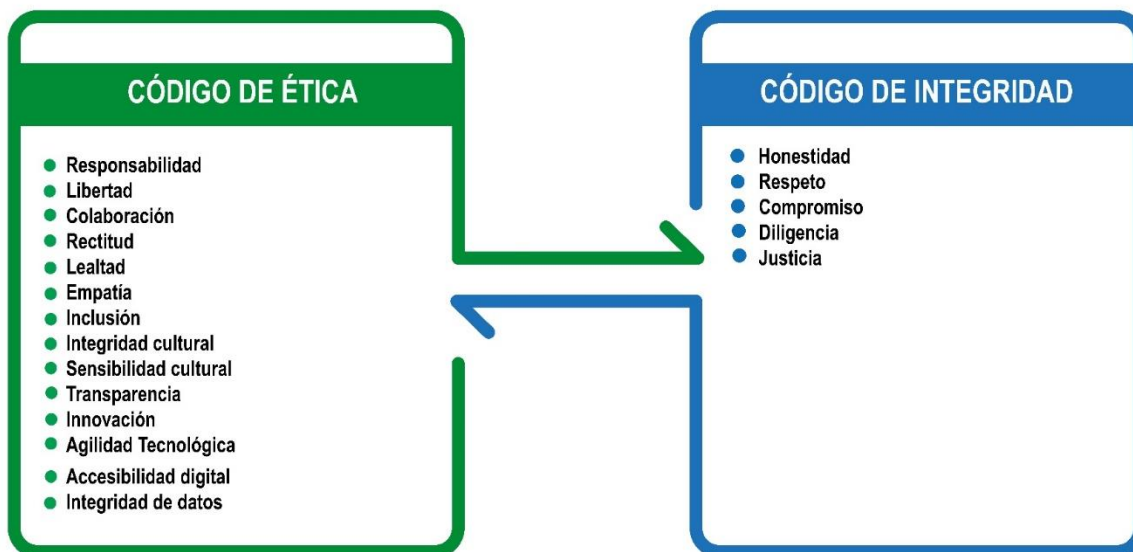 CÓDIGO DE ÉTICA
Responsabilidad
Libertad
Colaboración
Rectitud
Lealtad
Empatía
Inclusión
Integridad cultural
Sensibilidad cultural
Transparencia
Innovación
Agilidad Tecnológica
Accesibilidad digital
Integridad de datos
CÓDIGO DE INTEGRIDAD
Honestidad
Respeto
Compromiso
Diligencia
Justicia